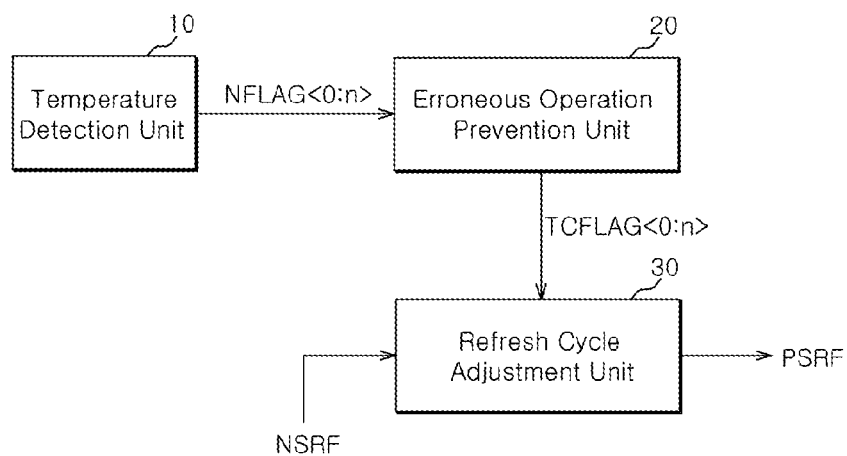 10
Temperature
Detection Unit
NFLAG<0:n>
20
Erroneous Operation
Prevention Unit
TCFLAG<0:n>
30
Refresh Cycle
Adjustment Unit
NSRF
PSRF